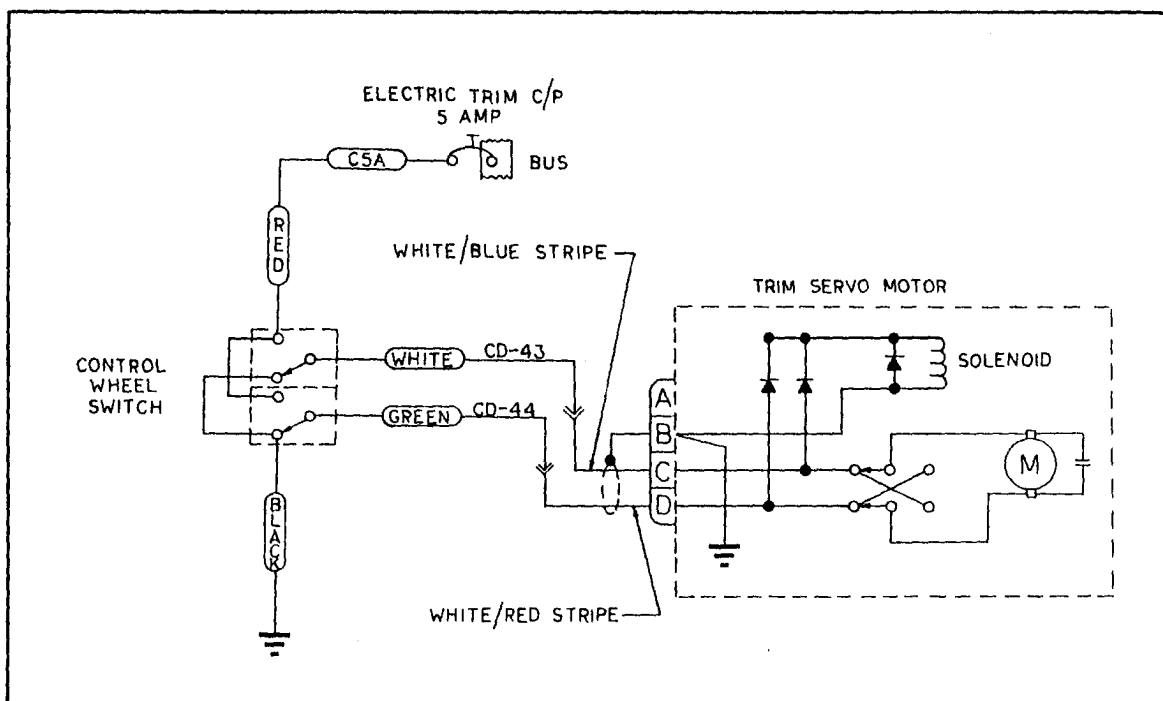 ELECTRIC TRIM C/P
5 AMP
C5A
BUS
RED
WHITE/BLUE STRIPE
TRIM SERVO MOTOR
CONTROL
WHEEL
SWITCH
WHITE
CD-43
GREEN
CD-44
SOLENOID
A
B
C
D
M
BLACK
WHITE/RED STRIPE